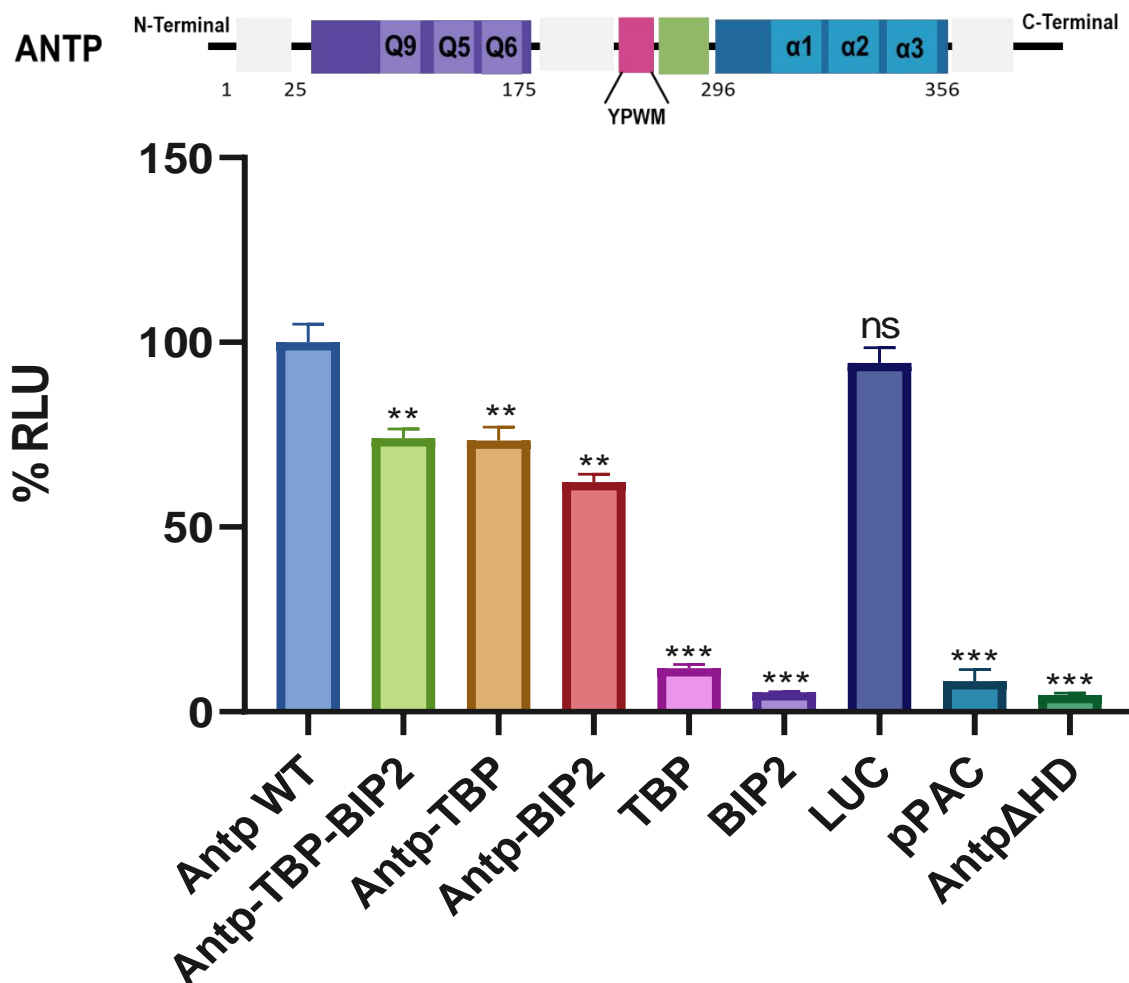 N-Terminal
C-Terminal
ANTP
Q9 Q5 Q6 α1 α2 α3
1 25 175 296 356
YPWM
150
100
50
0
% RLU
** ** ** *** *** ns *** ***
Antp WT
Antp-TBP-BIP2
Antp-TBP
Antp-BIP2
TBP
BIP2
LUC
pPAC
AntpΔHD